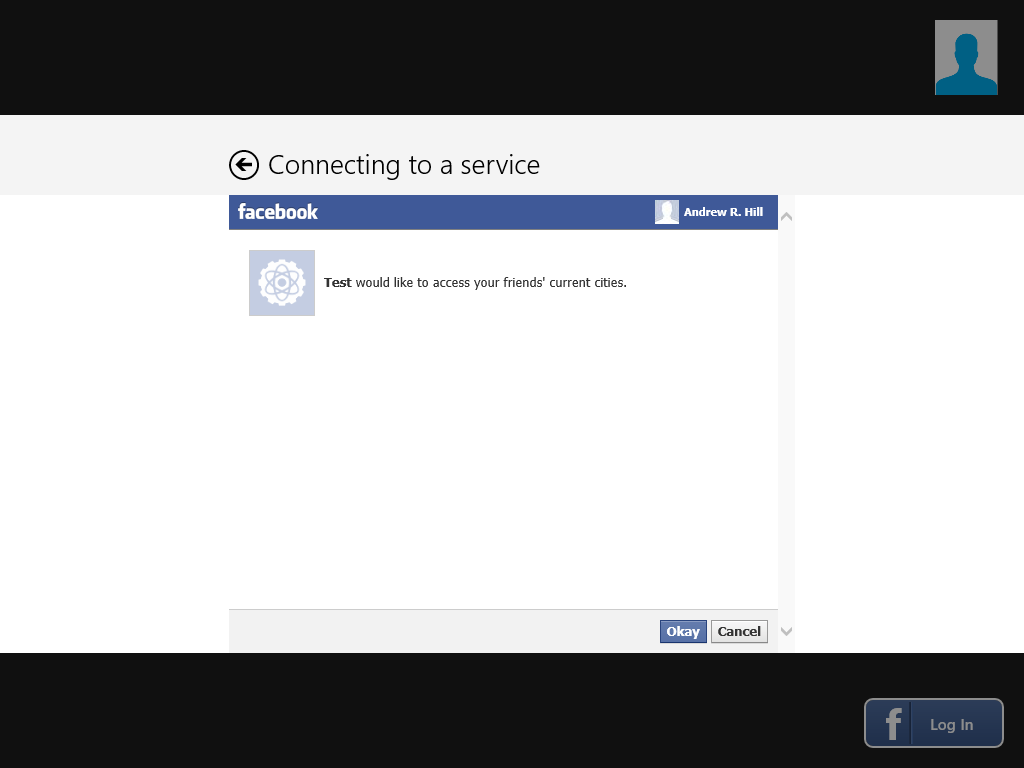 Connecting to a service
facebook
Andrew R. Hill
Test would like to access your friends' current cities.
Okay
Cancel
f
Log In